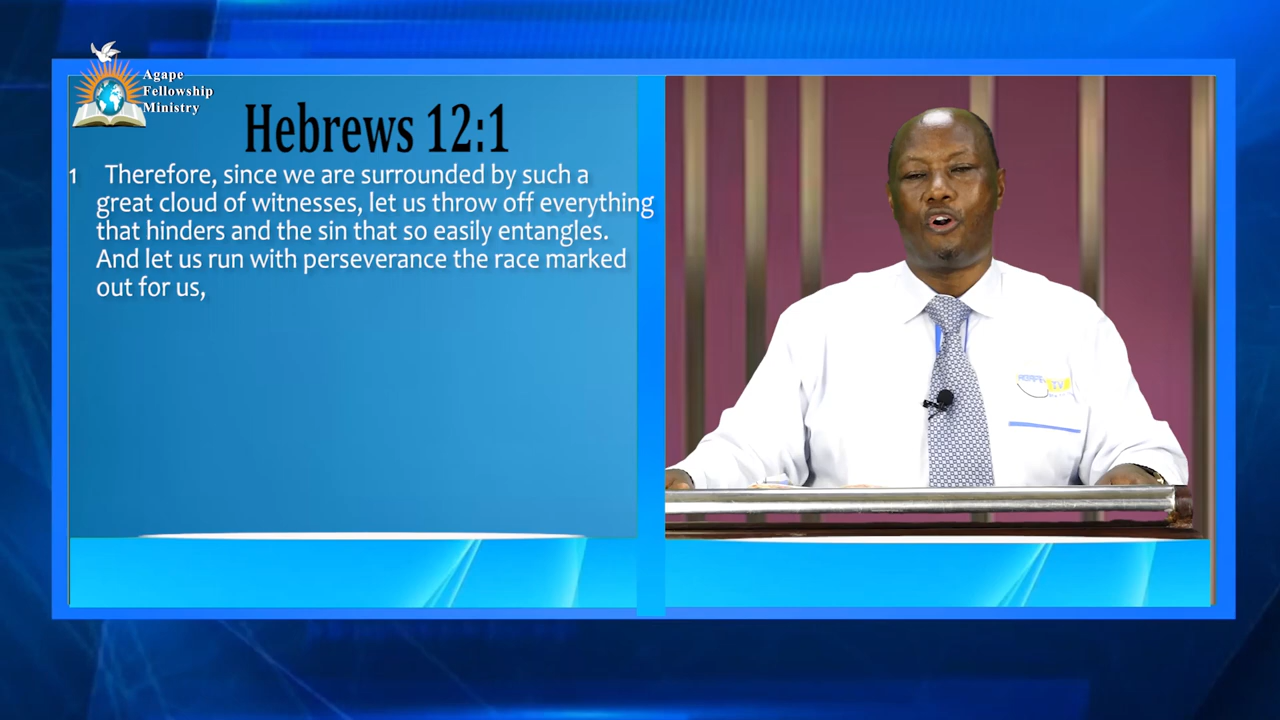 Agape
Fellowship
Ministry
Hebrews 12:1
1 Therefore, since we are surrounded by such a
great cloud of witnesses, let us throw off everything
that hinders and the sin that so easily entangles.
And let us run with perseverance the race marked
out for us,
TV